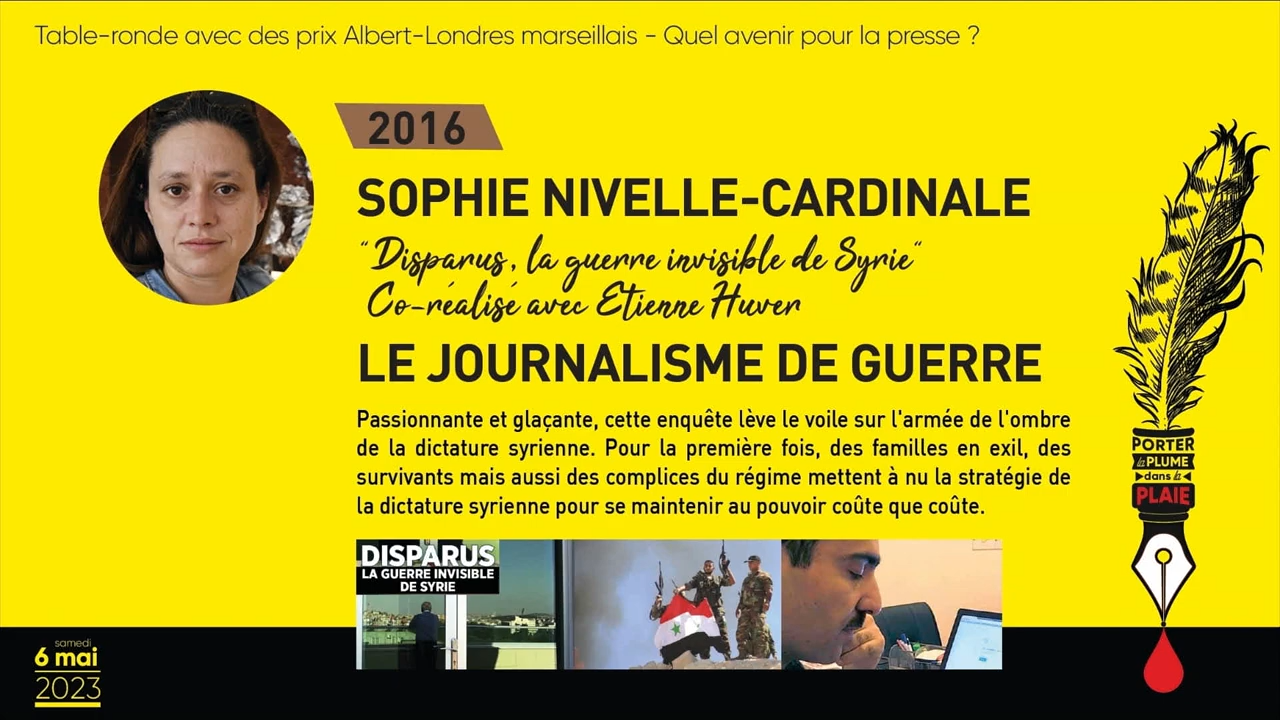 Table-ronde avec des prix Albert-Londres marseillais - Quel avenir pour la presse ?
2016
SOPHIE NIVELLE-CARDINALE
"Disparus, la guerre invisible de Syrie"
Co-réalisé avec Etienne Huver
LE JOURNALISME DE GUERRE
Passionnante et glaçante, cette enquête lève le voile sur l'armée de l'ombre
de la dictature syrienne. Pour la première fois, des familles en exil, des
survivants mais aussi des complices du régime mettent à nu la stratégie de
la dictature syrienne pour se maintenir au pouvoir coûte que coûte.
DISPARUS
LA GUERRE INVISIBLE
DE SYRIE
PORTER
la PLUME
dans la
PLAIE
samedi
6 mai
2023